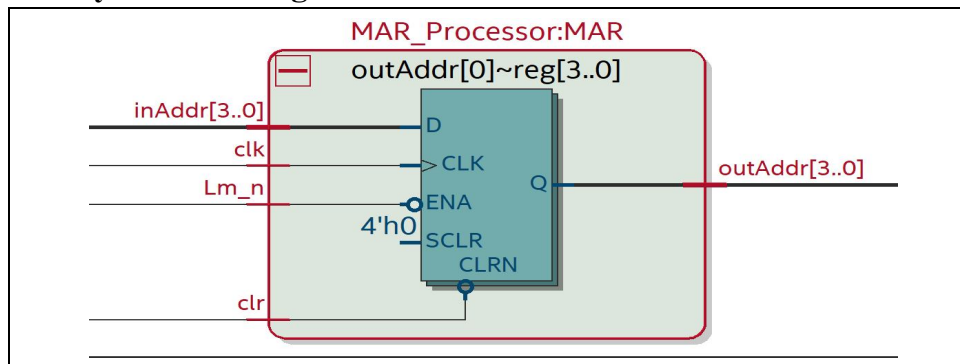 MAR_Processor:MAR
outAddr[0]~reg[3..0]
inAddr[3..0]
D
clk
CLK
outAddr[3..0]
Q
Lm_n
ENA
4'h0
SCLR
CLRN
clr